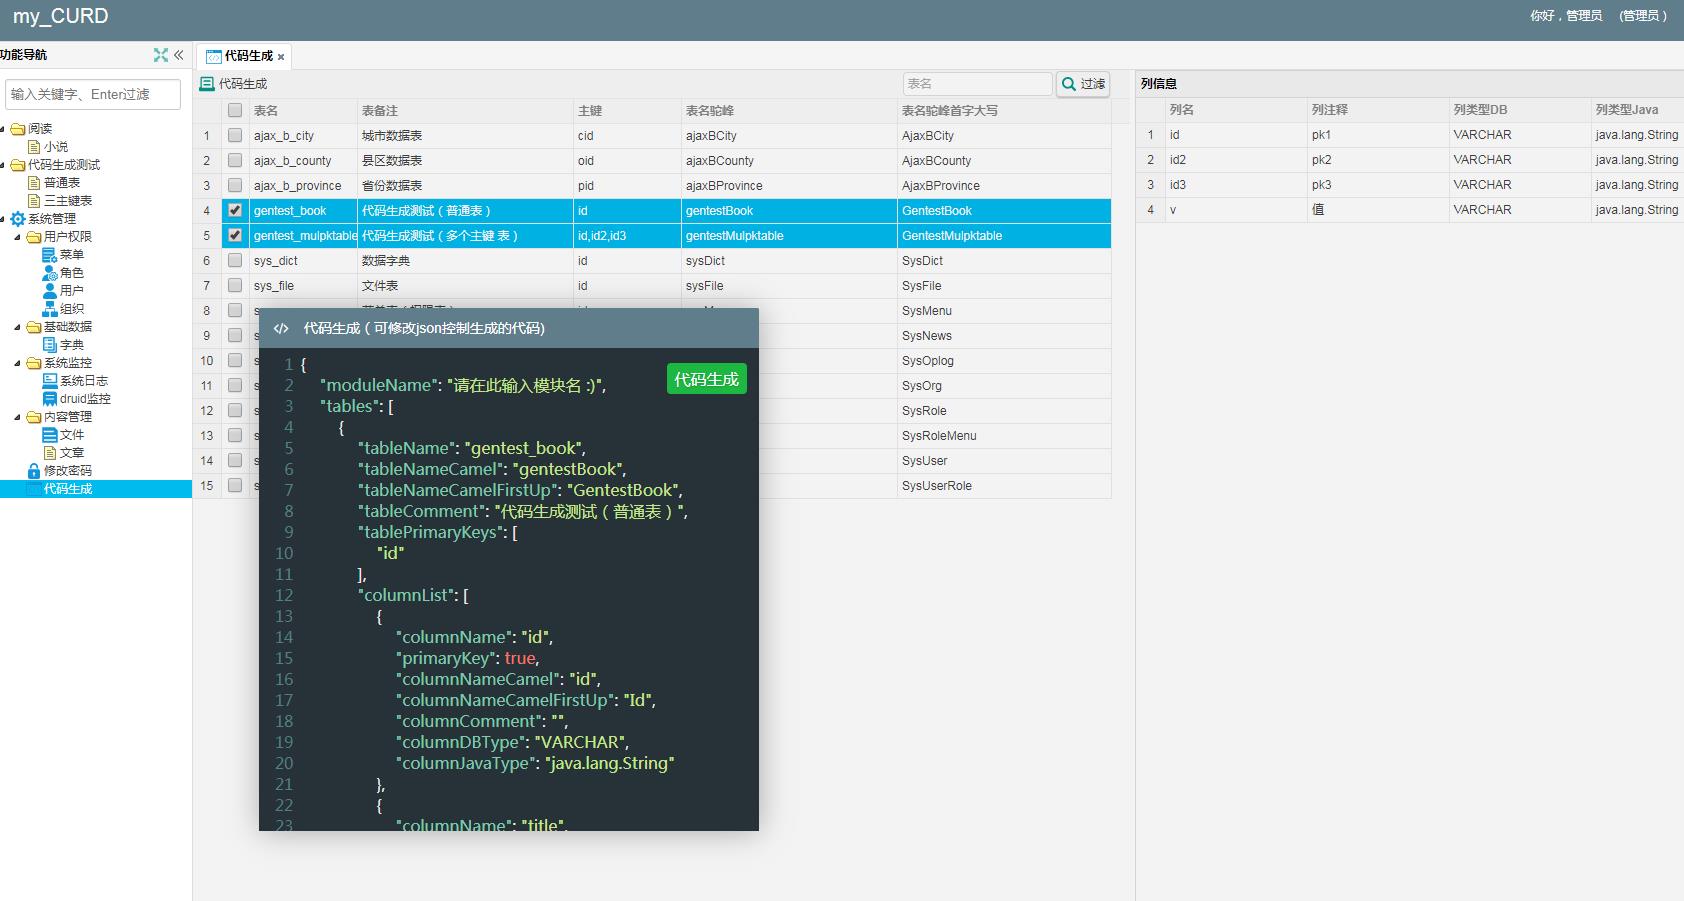 my_CURD
你好，管理员 (管理员)
功能导航
输入关键字、Enter过滤
阅读
小说
代码生成测试
普通表
三主键表
系统管理
用户权限
菜单
角色
用户
组织
基础数据
字典
系统监控
系统日志
druid监控
内容管理
文件
文章
修改密码
代码生成
代码生成
代码生成
表名
过滤
表名 表备注 主键 表名驼峰 表名驼峰首字大写
1 ajax_b_city 城市数据表 cid ajaxBCity AjaxBCity
2 ajax_b_county 县区数据表 oid ajaxBCounty AjaxBCounty
3 ajax_b_province 省份数据表 pid ajaxBProvince AjaxBProvince
4 gentest_book 代码生成测试（普通表） id gentestBook GentestBook
5 gentest_mulpktable 代码生成测试（多个主键 表） id,id2,id3 gentestMulpktable GentestMulpktable
6 sys_dict 数据字典 id sysDict SysDict
7 sys_file 文件表 id sysFile SysFile
8 SysMenu
9 SysNews
10 SysOplog
11 SysOrg
12 SysRole
13 SysRoleMenu
14 SysUser
15 SysUserRole
</> 代码生成（可修改json控制生成的代码)
代码生成
1 {
2 "moduleName": "请在此输入模块名 :)",
3 "tables": [
4 {
5 "tableName": "gentest_book",
6 "tableNameCamel": "gentestBook",
7 "tableNameCamelFirstUp": "GentestBook",
8 "tableComment": "代码生成测试（普通表）",
9 "tablePrimaryKeys": [
10 "id"
11 ],
12 "columnList": [
13 {
14 "columnName": "id",
15 "primaryKey": true,
16 "columnNameCamel": "id",
17 "columnNameCamelFirstUp": "Id",
18 "columnComment": "",
19 "columnDBType": "VARCHAR",
20 "columnJavaType": "java.lang.String"
21 },
22 {
23 "columnName": "title",
列信息
列名 列注释 列类型DB 列类型Java
1 id pk1 VARCHAR java.lang.String
2 id2 pk2 VARCHAR java.lang.String
3 id3 pk3 VARCHAR java.lang.String
4 v 值 VARCHAR java.lang.String